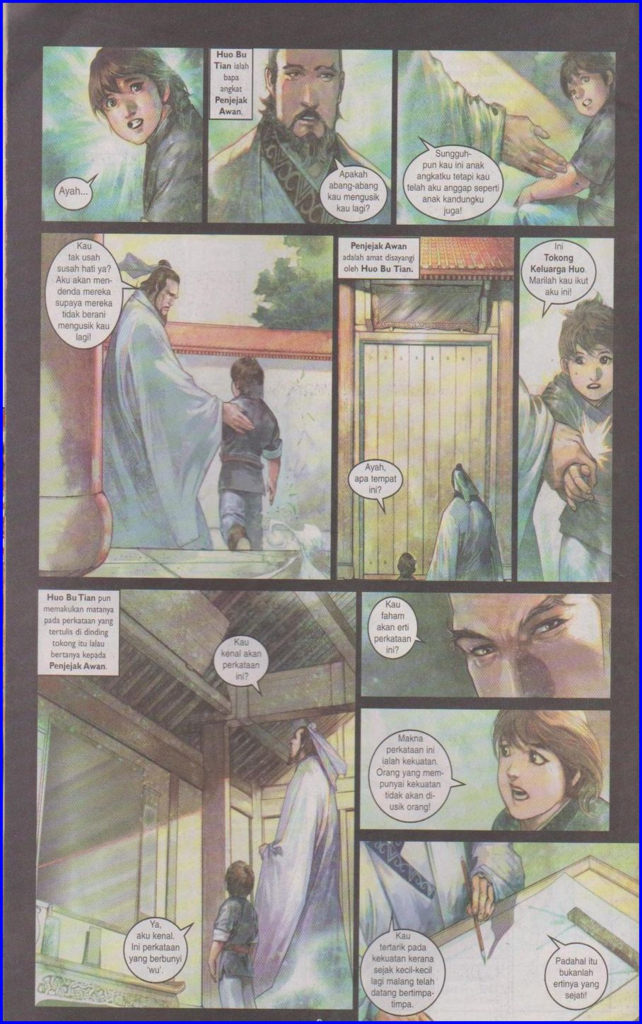 Ayah...
Huo Bu
Tian ialah
bapa
angkat
Penjejak
Awan.
Apakah
abang-abang
kau mengusik
kau lagi?
Sungguh-
pun kau ini anak
angkatku tetapi kau
telah aku anggap seperti
anak kandungku
juga!
Kau
tak usah
susah hati ya?
Aku akan men-
denda mereka
supaya mereka
tidak berani
mengusik kau
lagi!
Penjejak Awan
adalah amat disayangi
oleh Huo Bu Tian.
Ayah,
apa tempat
ini?
Ini
Tokong
Keluarga Huo.
Marilah kau ikut
aku ini!
Huo Bu Tian pun
memakukan matanya
pada perkataan yang
tertulis di dinding
tokong itu lalu
bertanya kepada
Penjejak Awan.
Kau
kenal akan
perkataan
ini?
Ya,
aku kenal.
Ini perkataan
yang berbunyi
'wu'.
Kau
faham
akan erti
perkataan
ini?
Makna
perkataan ini
ialah kekuatan.
Orang yang mem-
punyai kekuatan
tidak akan di-
usik orang!
Kau
tertarik pada
kekuatan kerana
sejak kecil-kecil
lagi malang telah
datang bertimpa-
timpa.
Padahal itu
bukanlah
ertinya yang
sejati!